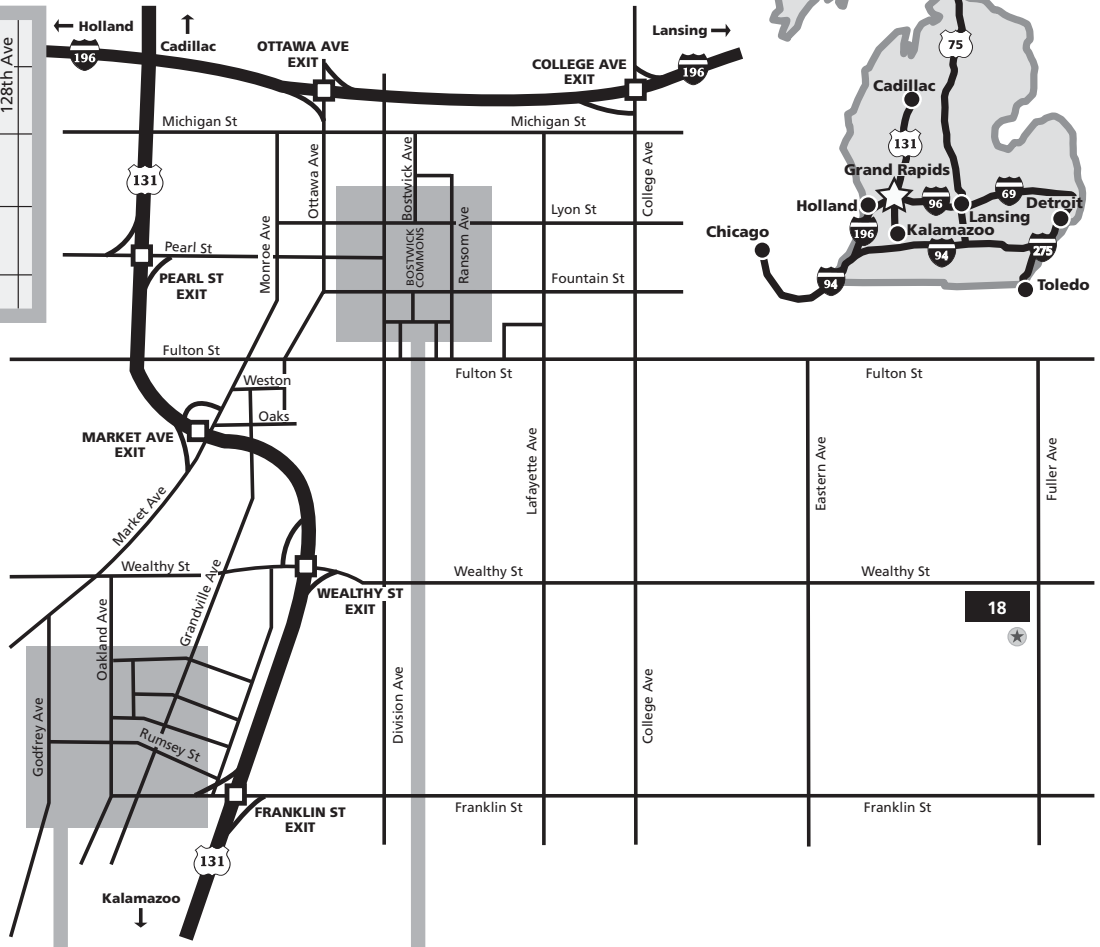 Holland
Cadillac
196
128th Ave
OTTAWA AVE
EXIT
COLLEGE AVE
EXIT
Lansing
196
Michigan St
Michigan St
131
Ottawa Ave
Bostwick Ave
College Ave
Lyon St
Monroe Ave
Ransom Ave
BOSTWICK
COMMONS
Pearl St
PEARL ST
EXIT
Fountain St
Fulton St
Fulton St
Fulton St
Weston
Oaks
MARKET AVE
EXIT
Market Ave
Lafayette Ave
Eastern Ave
Fuller Ave
Wealthy St
Wealthy St
Wealthy St
Grandville Ave
WEALTHY ST
EXIT
18
Oakland Ave
Godfrey Ave
Rumsey St
Division Ave
College Ave
FRANKLIN ST
EXIT
Franklin St
Franklin St
131
Kalamazoo
75
Cadillac
131
Grand Rapids
Holland
96
69
Detroit
Lansing
196
Kalamazoo
Chicago
94
275
94
Toledo